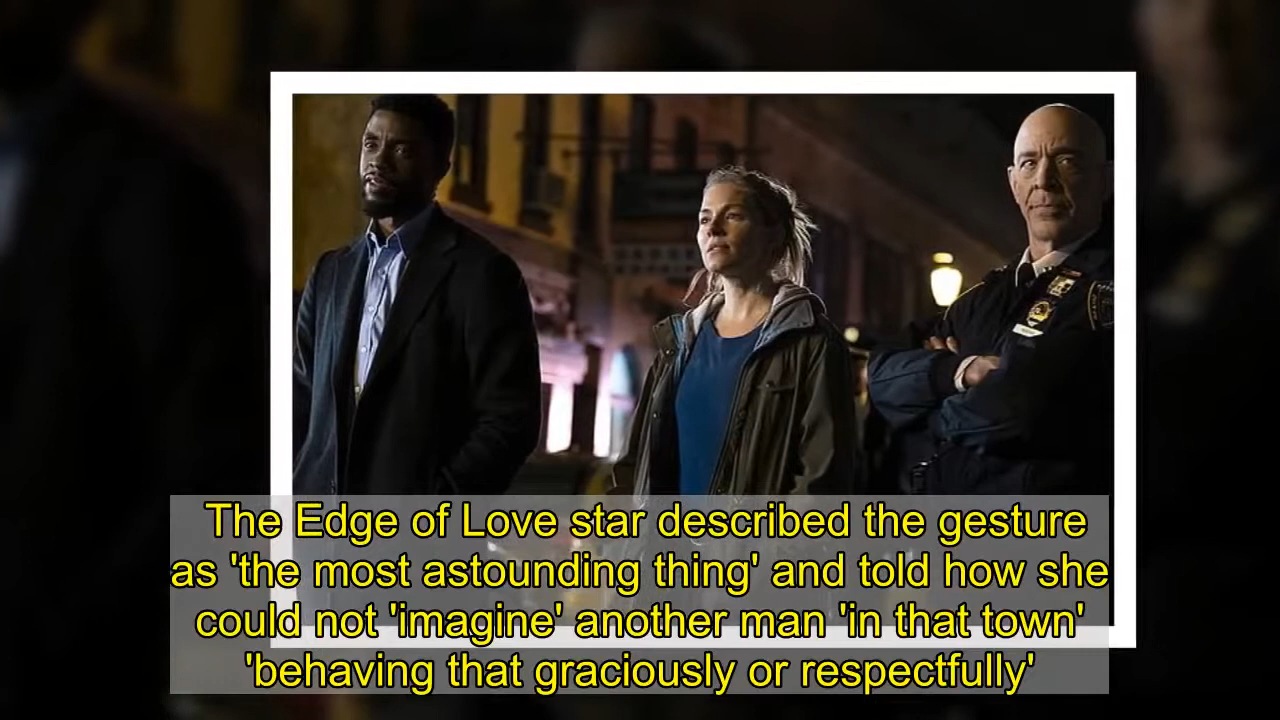 The Edge of Love star described the gesture
as 'the most astounding thing' and told how she
could not 'imagine' another man 'in that town'
'behaving that graciously or respectfully'